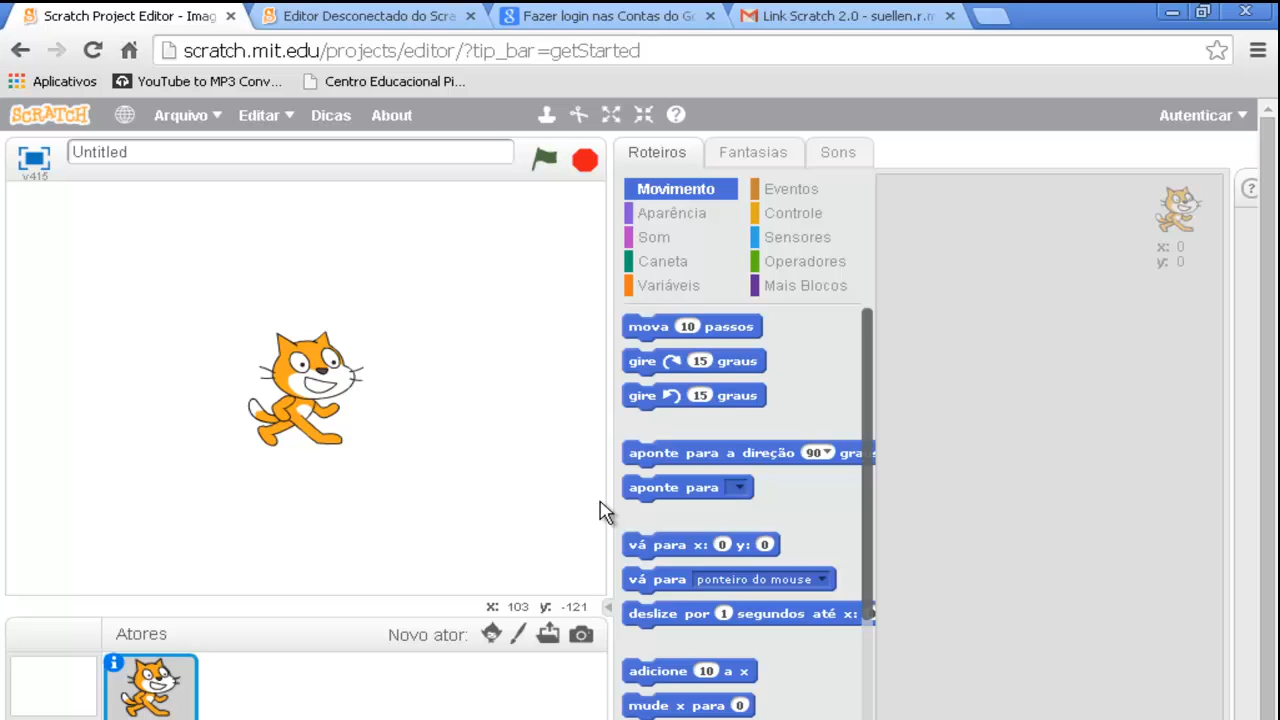 Scratch Project Editor - Imag
Editor Desconectado do Scra
Fazer login nas Contas do Go
Link Scratch 2.0 - suellen.r.m
scratch.mit.edu/projects/editor/?tip_bar=getStarted
Aplicativos
YouTube to MP3 Conv...
Centro Educacional Pi...
SCRATCH
Arquivo
Editar
Dicas
About
Autenticar
v415
Untitled
Roteiros
Fantasias
Sons
Movimento
Eventos
Aparência
Controle
Som
Sensores
Caneta
Operadores
Variáveis
Mais Blocos
x: 0
y: 0
mova 10 passos
gire 15 graus
gire 15 graus
aponte para a direção 90 graus
aponte para
vá para x: 0 y: 0
vá para ponteiro do mouse
deslize por 1 segundos até x:
adicione 10 a x
mude x para 0
x: 103 y: -121
Atores
Novo ator: